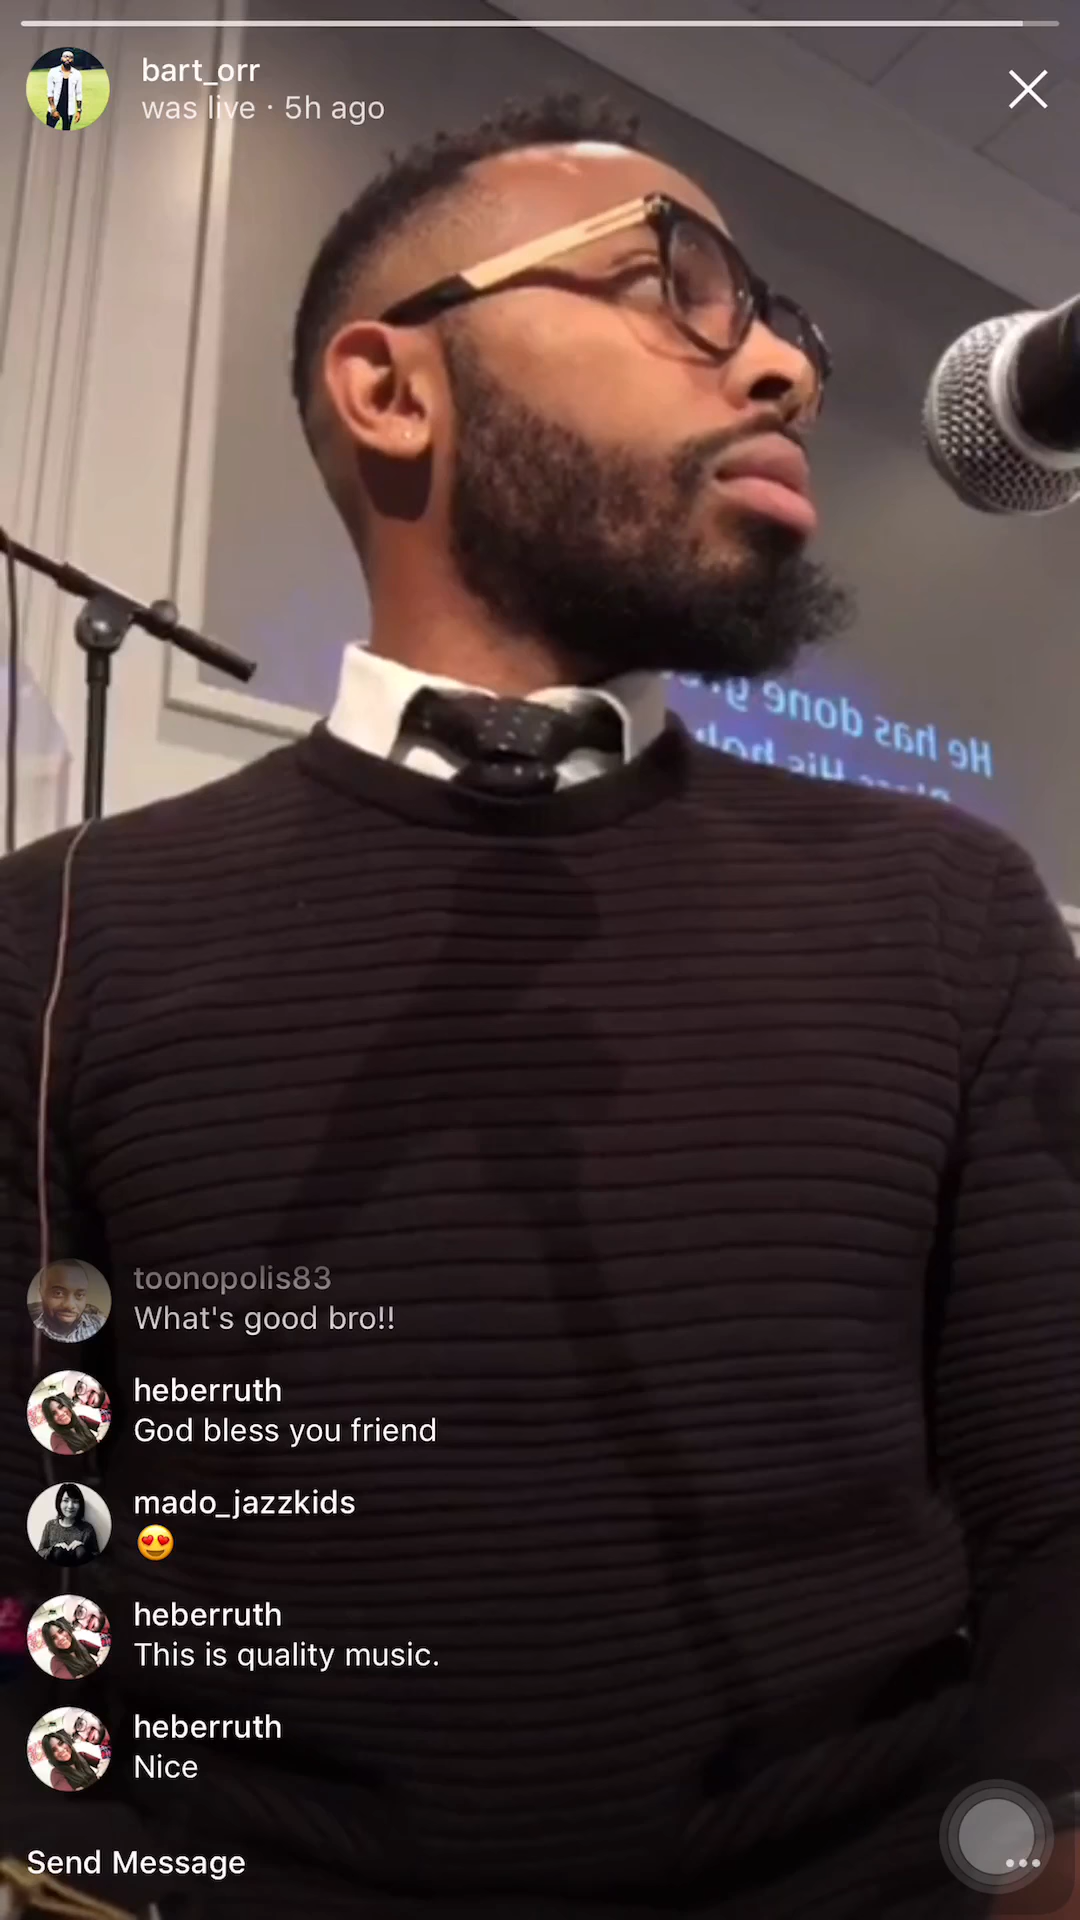 bart_orr
was live · 5h ago
He has done
His
toonopolis83
What's good bro!!
heberruth
God bless you friend
mado_jazzkids
😍
heberruth
This is quality music.
heberruth
Nice
Send Message